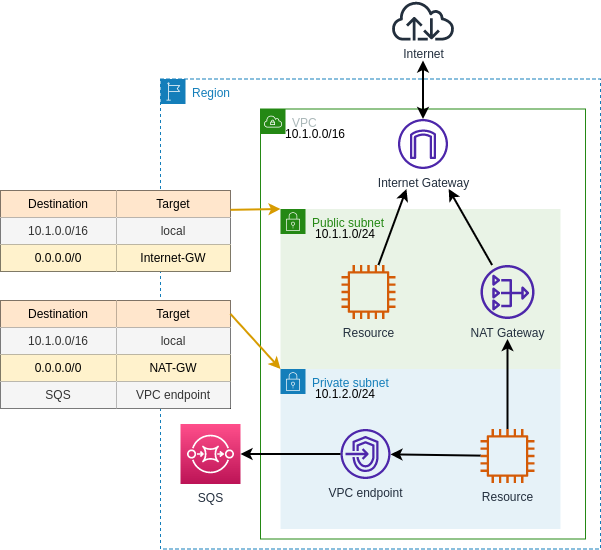 Internet
Region
VPC
10.1.0.0/16
Internet Gateway
Destination Target
10.1.0.0/16 local
0.0.0.0/0 Internet-GW
Public subnet
10.1.1.0/24
Resource
NAT Gateway
Destination Target
10.1.0.0/16 local
0.0.0.0/0 NAT-GW
SQS VPC endpoint
Private subnet
10.1.2.0/24
SQS
VPC endpoint
Resource